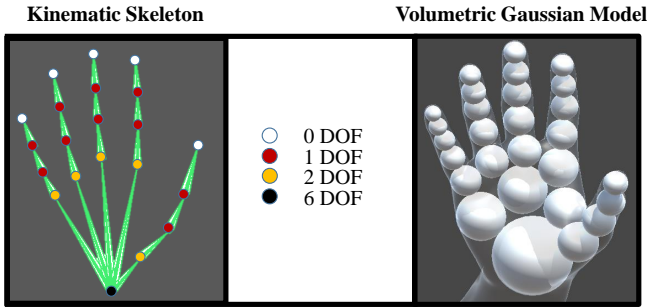 Kinematic Skeleton
Volumetric Gaussian Model
0 DOF
1 DOF
2 DOF
6 DOF